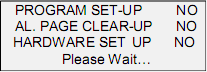 PROGRAM SET-UP NO
AL. PAGE CLEAR-UP NO
HARDWARE SET UP NO
Please Wait…